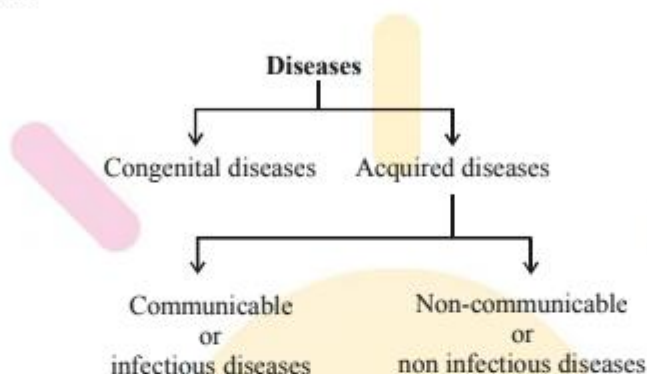 Diseases
Congenital diseases
Acquired diseases
Communicable
or
infectious diseases
Non-communicable
or
non infectious diseases